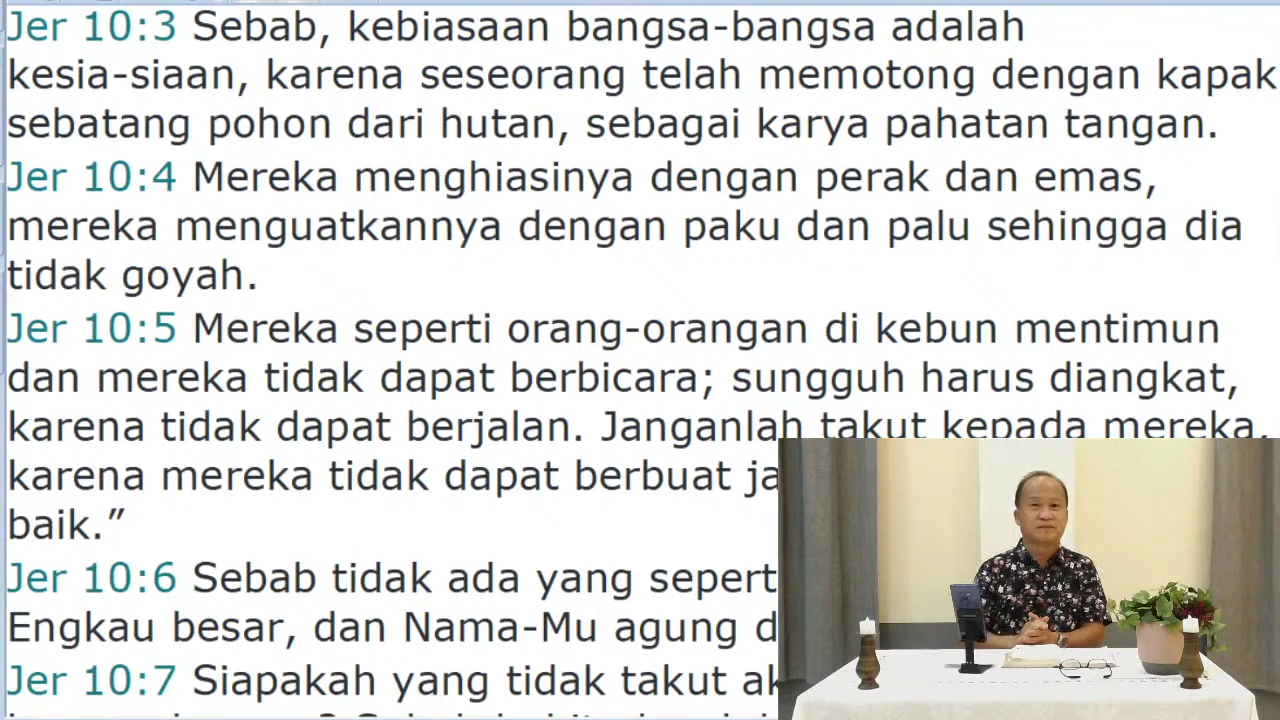 Jer 10:3 Sebab, kebiasaan bangsa-bangsa adalah
kesia-siaan, karena seseorang telah memotong dengan kapak
sebatang pohon dari hutan, sebagai karya pahatan tangan.
Jer 10:4 Mereka menghiasinya dengan perak dan emas,
mereka menguatkannya dengan paku dan palu sehingga dia
tidak goyah.
Jer 10:5 Mereka seperti orang-orangan di kebun mentimun
dan mereka tidak dapat berbicara; sungguh harus diangkat,
karena tidak dapat berjalan. Janganlah takut kepada mereka,
karena mereka tidak dapat berbuat ja
baik.”
Jer 10:6 Sebab tidak ada yang sepert
Engkau besar, dan Nama-Mu agung d
Jer 10:7 Siapakah yang tidak takut ak